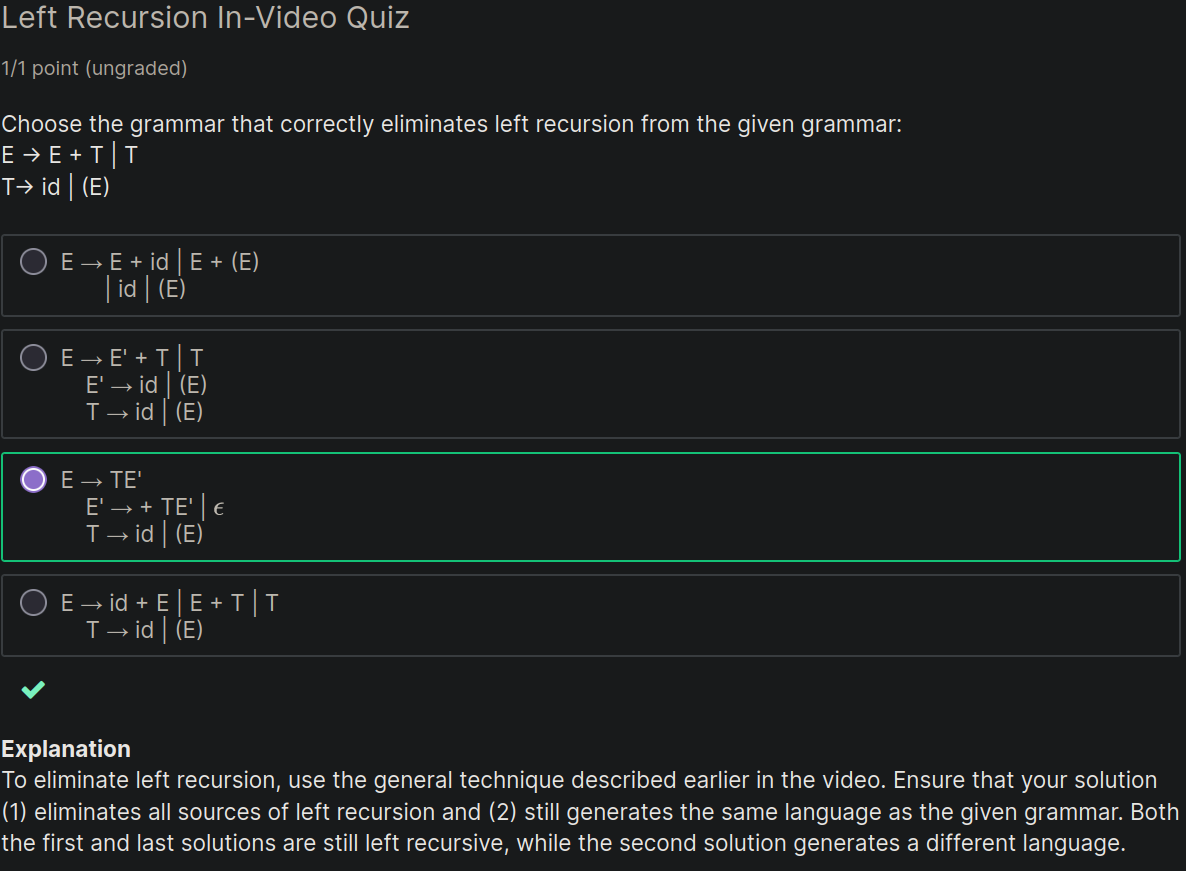 Left Recursion In-Video Quiz
1/1 point (ungraded)
Choose the grammar that correctly eliminates left recursion from the given grammar:
E → E + T | T
T→ id | (E)
E → E + id | E + (E)
| id | (E)
E → E' + T | T
E' → id | (E)
T → id | (E)
E → TE'
E' → + TE' | ϵ
T → id | (E)
E → id + E | E + T | T
T → id | (E)
Explanation
To eliminate left recursion, use the general technique described earlier in the video. Ensure that your solution
(1) eliminates all sources of left recursion and (2) still generates the same language as the given grammar. Both
the first and last solutions are still left recursive, while the second solution generates a different language.